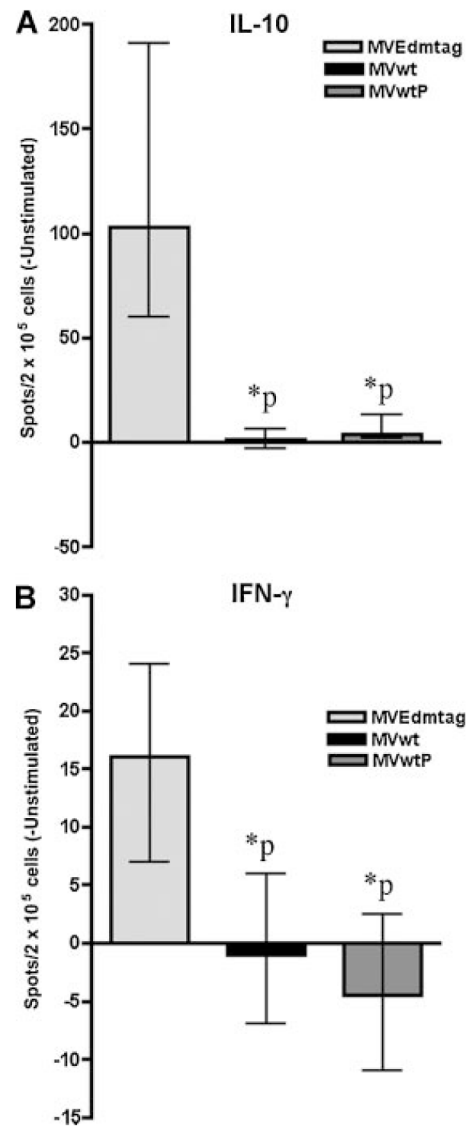 A
IL-10
200
MVEdmtag
MVwt
MVwtP
150
100
50
0
-50
Spots/2 x 10⁵ cells (-Unstimulated)
*p
*p
B
IFN-γ
30
25
20
15
10
5
0
-5
-10
-15
Spots/2 x 10⁵ cells (-Unstimulated)
MVEdmtag
MVwt
MVwtP
*p
*p